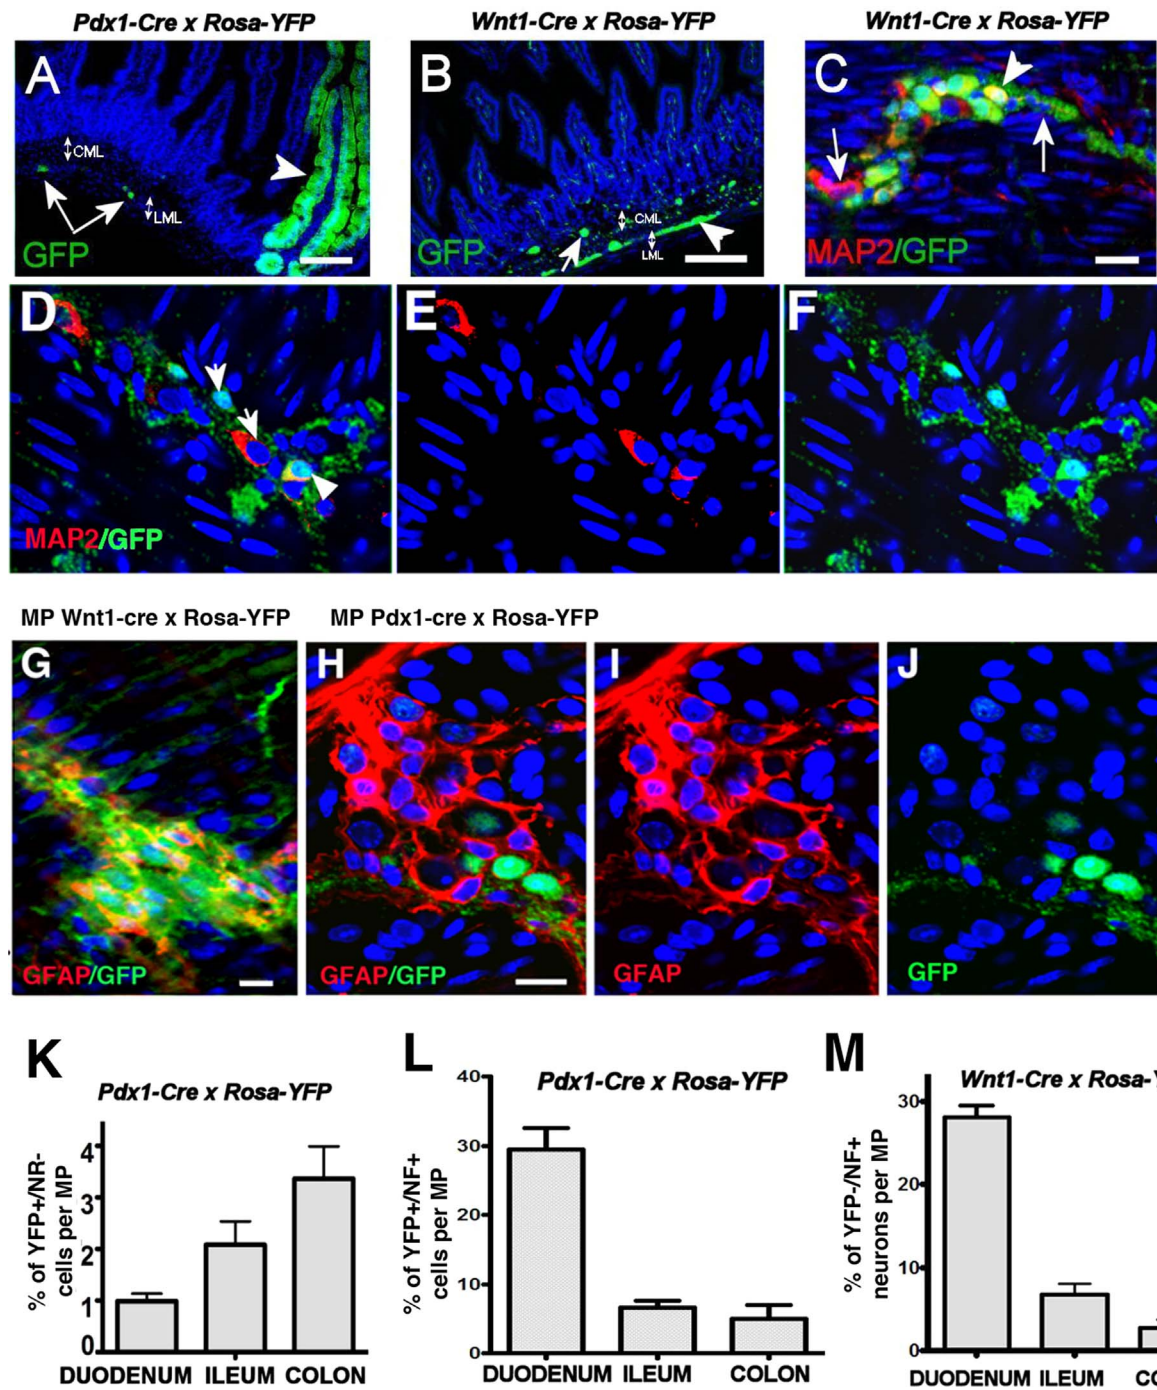 Pdx1-Cre x Rosa-YFP
Wnt1-Cre x Rosa-YFP
Wnt1-Cre x Rosa-YFP
A
CML
LML
GFP
B
CML
LML
GFP
C
MAP2/GFP
D
MAP2/GFP
E
F
MP Wnt1-cre x Rosa-YFP
MP Pdx1-cre x Rosa-YFP
G
GFAP/GFP
H
GFAP/GFP
I
GFAP
J
GFP
K
Pdx1-Cre x Rosa-YFP
% of YFP+/NR-
cells per MP
4
3
2
1
0
DUODENUM ILEUM COLON
L
Pdx1-Cre x Rosa-YFP
% of YFP+/NF+
cells per MP
40
30
20
10
0
DUODENUM ILEUM COLON
M
Wnt1-Cre x Rosa-Y
% of YFP-/NF+
neurons per MP
30
20
10
0
DUODENUM ILEUM CO